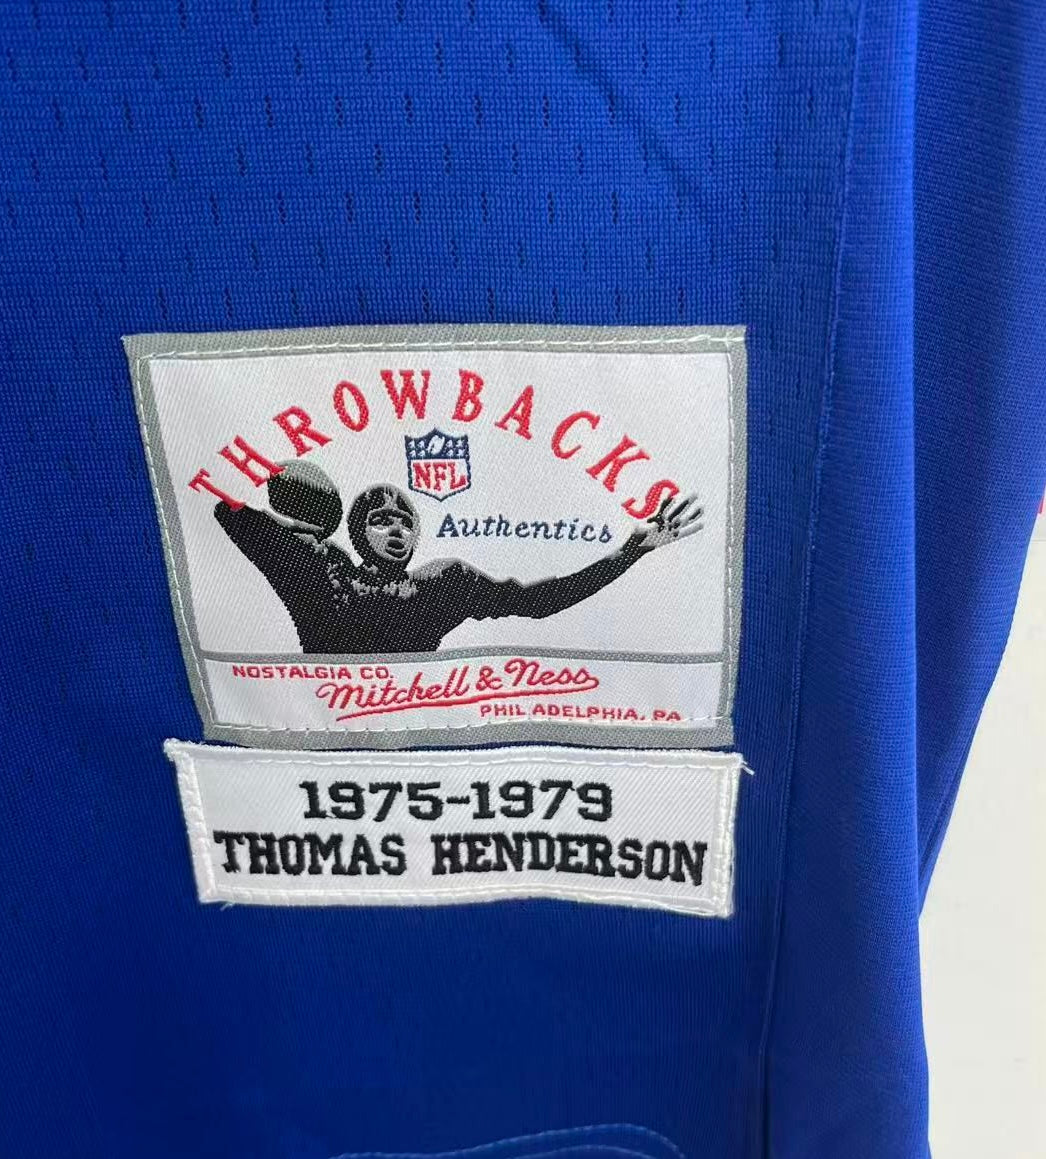 THROWBACKS
NFL
Authentics
NOSTALGIA CO.
Mitchell & Ness
PHILADELPHIA, PA
1975-1979
THOMAS HENDERSON